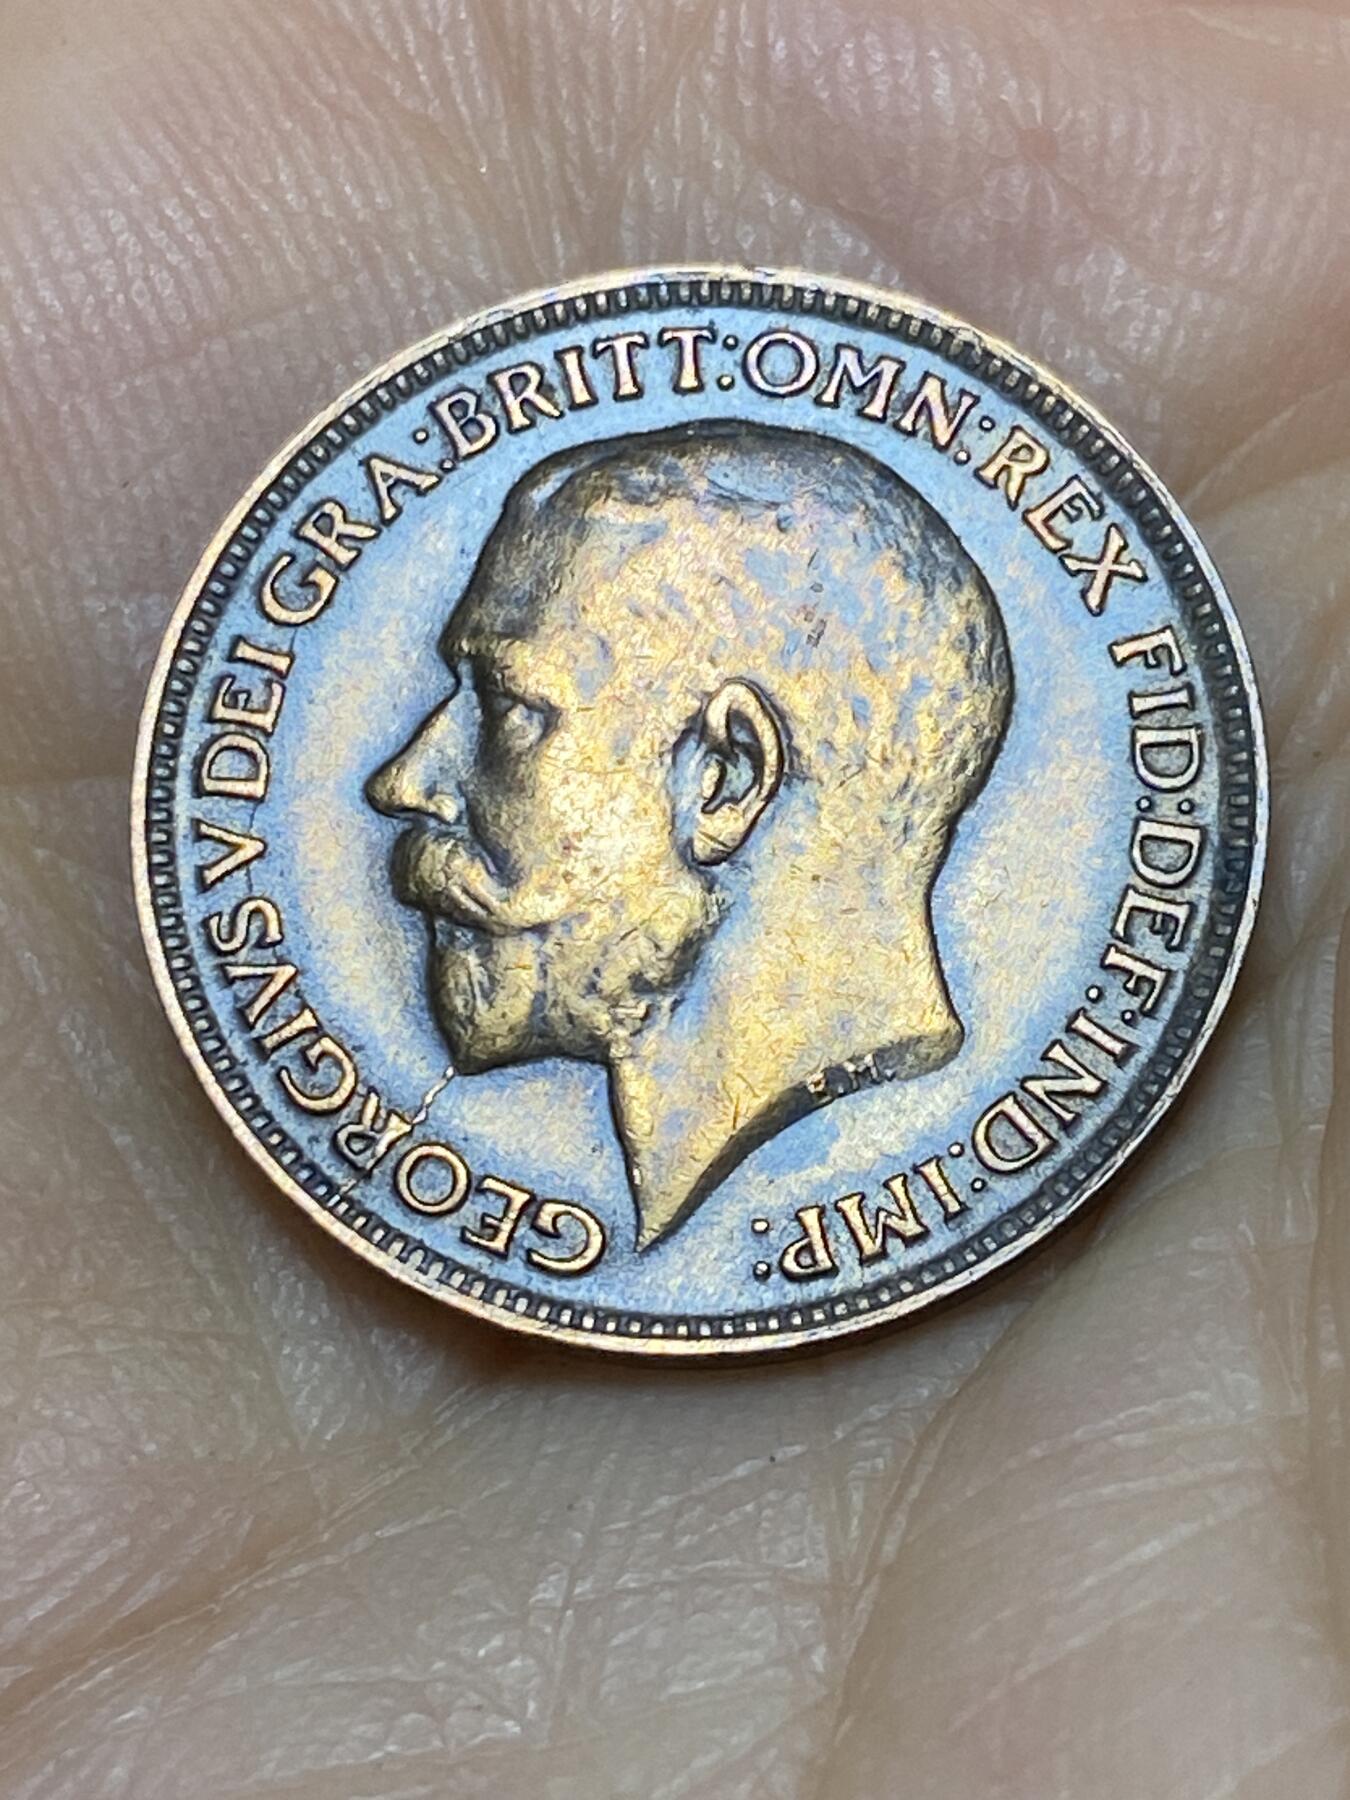 GEORGIVS V DEI GRA: BRITT: OMN: REX FID: DEF: IND: IMP:
B.M.